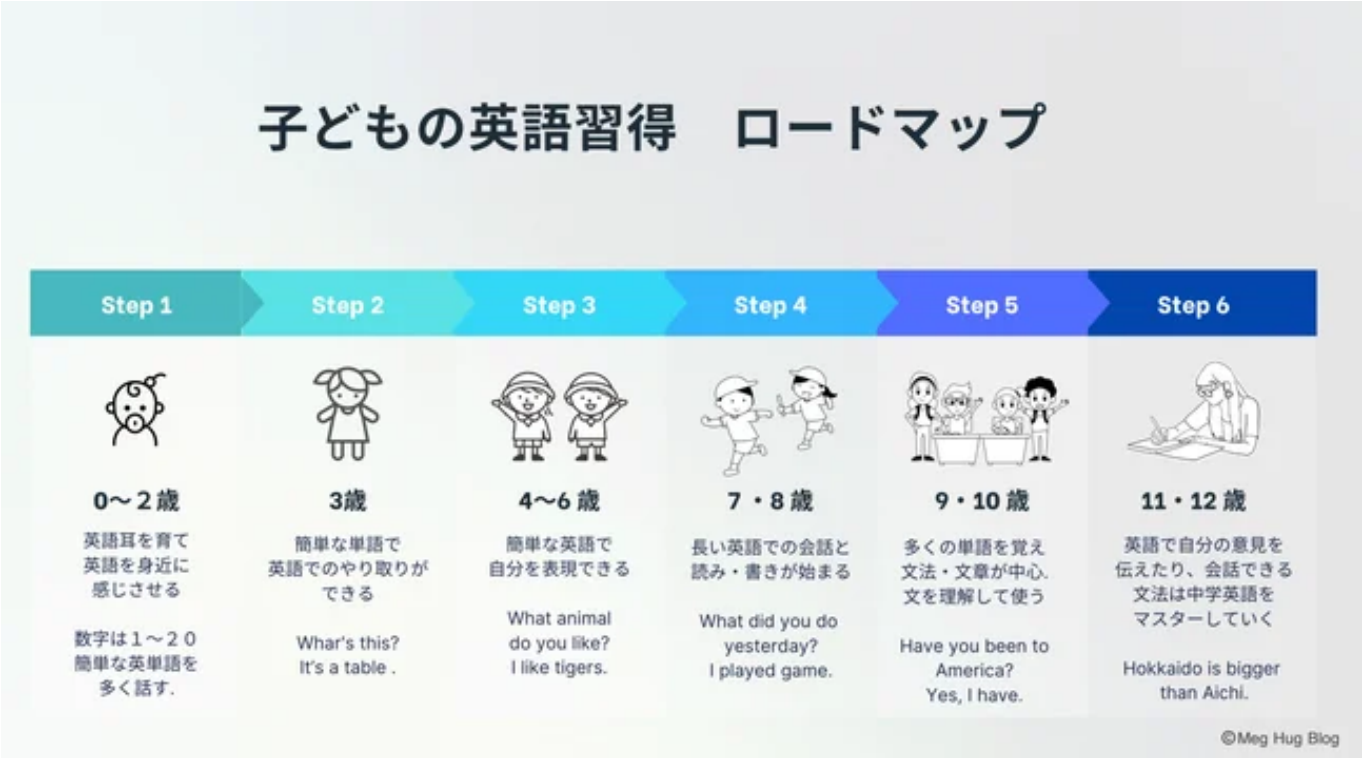 子どもの英語習得　ロードマップ
Step 1
Step 2
Step 3
Step 4
Step 5
Step 6
0〜２歳
英語耳を育て
英語を身近に
感じさせる
数字は１〜２０
簡単な英単語を
多く話す.
3歳
簡単な単語で
英語でのやり取りが
できる
Whar's this?
It's a table .
4〜6 歳
簡単な英語で
自分を表現できる
What animal
do you like?
I like tigers.
7・8 歳
長い英語での会話と
読み・書きが始まる
What did you do
yesterday?
I played game.
9・10 歳
多くの単語を覚え
文法・文章が中心.
文を理解して使う
Have you been to
America?
Yes, I have.
11・12 歳
英語で自分の意見を
伝えたり、会話できる
文法は中学英語を
マスターしていく
Hokkaido is bigger
than Aichi.
©Meg Hug Blog